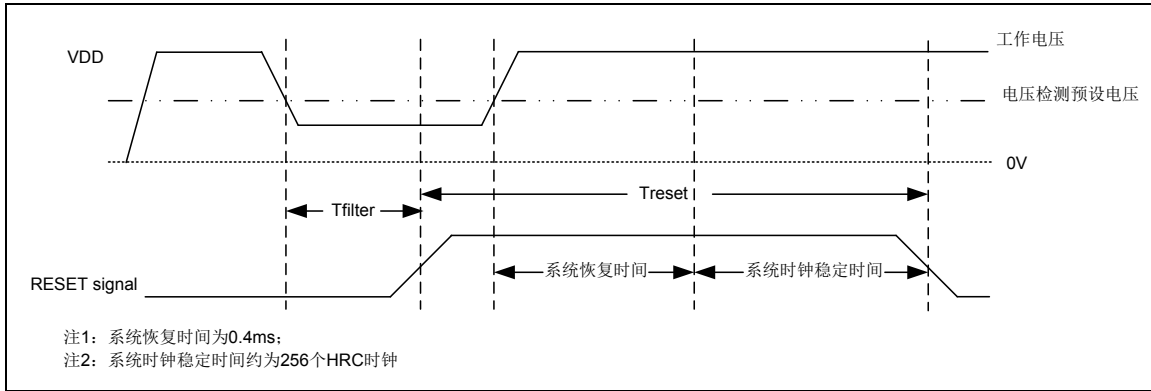 工作电压
VDD
电压检测预设电压
0V
Treset
Tfilter
系统恢复时间
系统时钟稳定时间
RESET signal
注1：系统恢复时间为0.4ms；
注2：系统时钟稳定时间约为256个HRC时钟